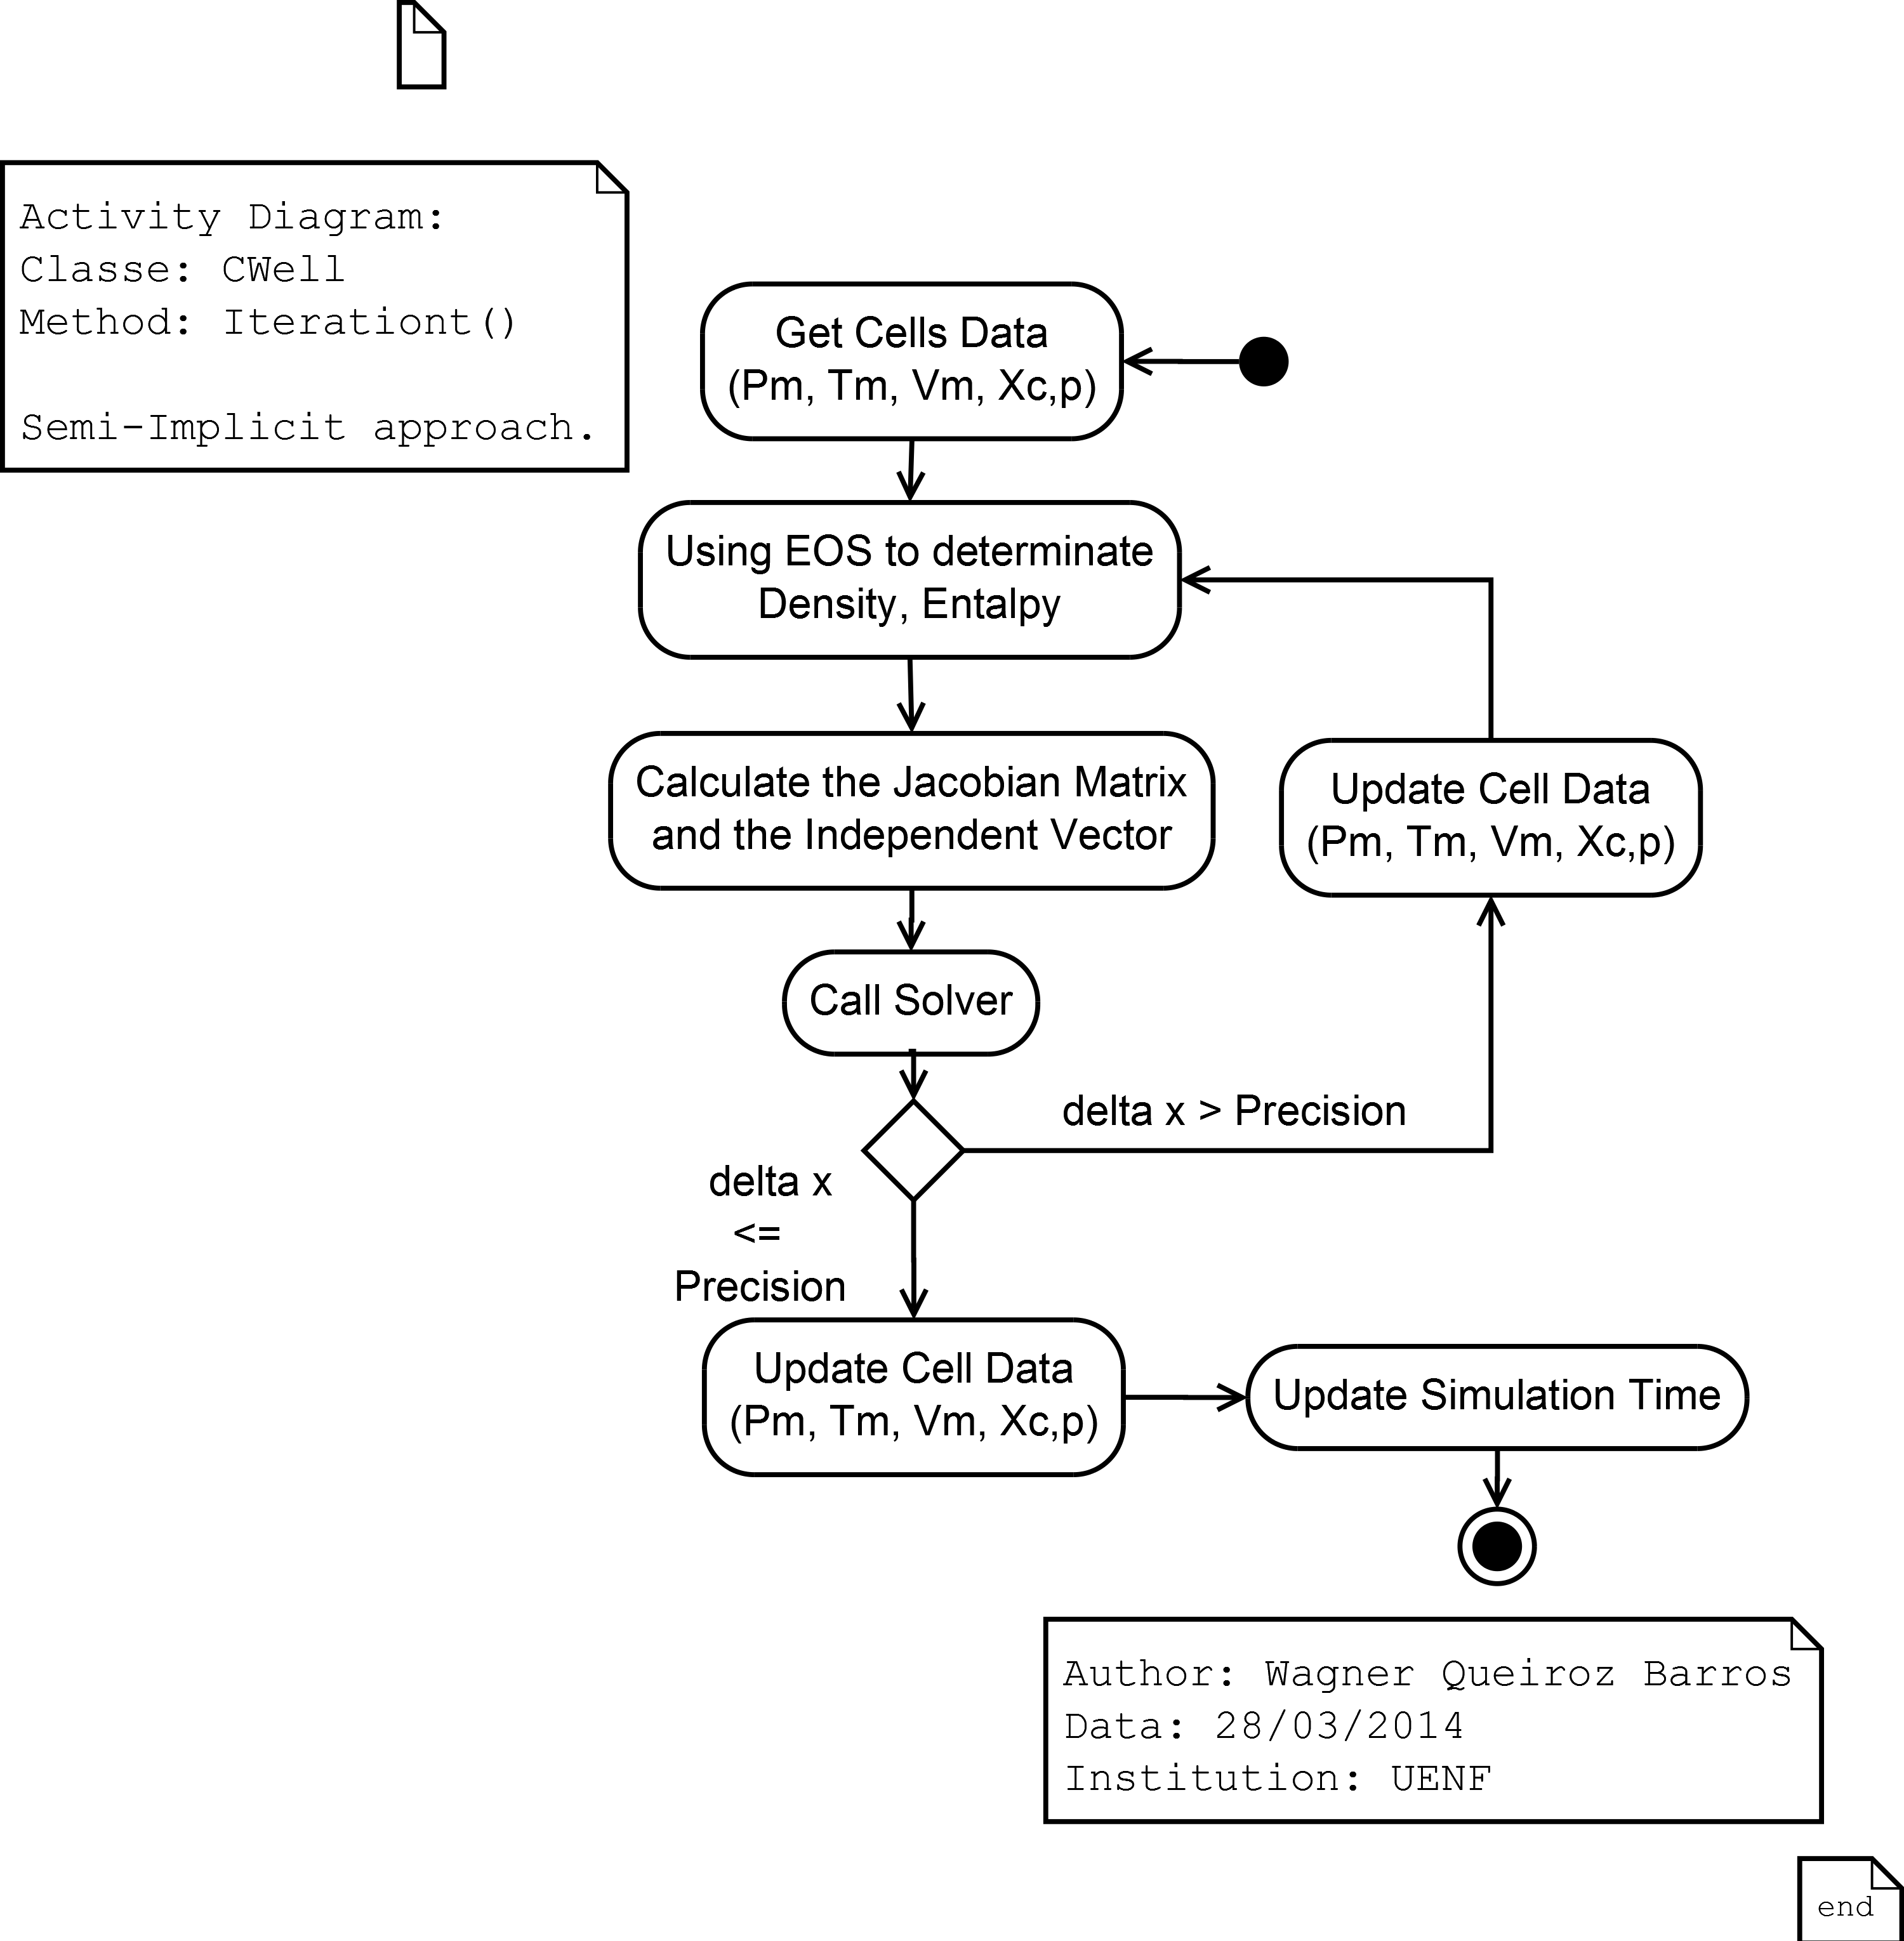 Activity Diagram:
Classe: CWell
Method: Iterationt()
Semi-Implicit approach.
Get Cells Data
(Pm, Tm, Vm, Xc,p)
Using EOS to determinate
Density, Entalpy
Calculate the Jacobian Matrix
and the Independent Vector
Update Cell Data
(Pm, Tm, Vm, Xc,p)
Call Solver
delta x > Precision
delta x
<=
Precision
Update Cell Data
(Pm, Tm, Vm, Xc,p)
Update Simulation Time
Author: Wagner Queiroz Barros
Data: 28/03/2014
Institution: UENF
end